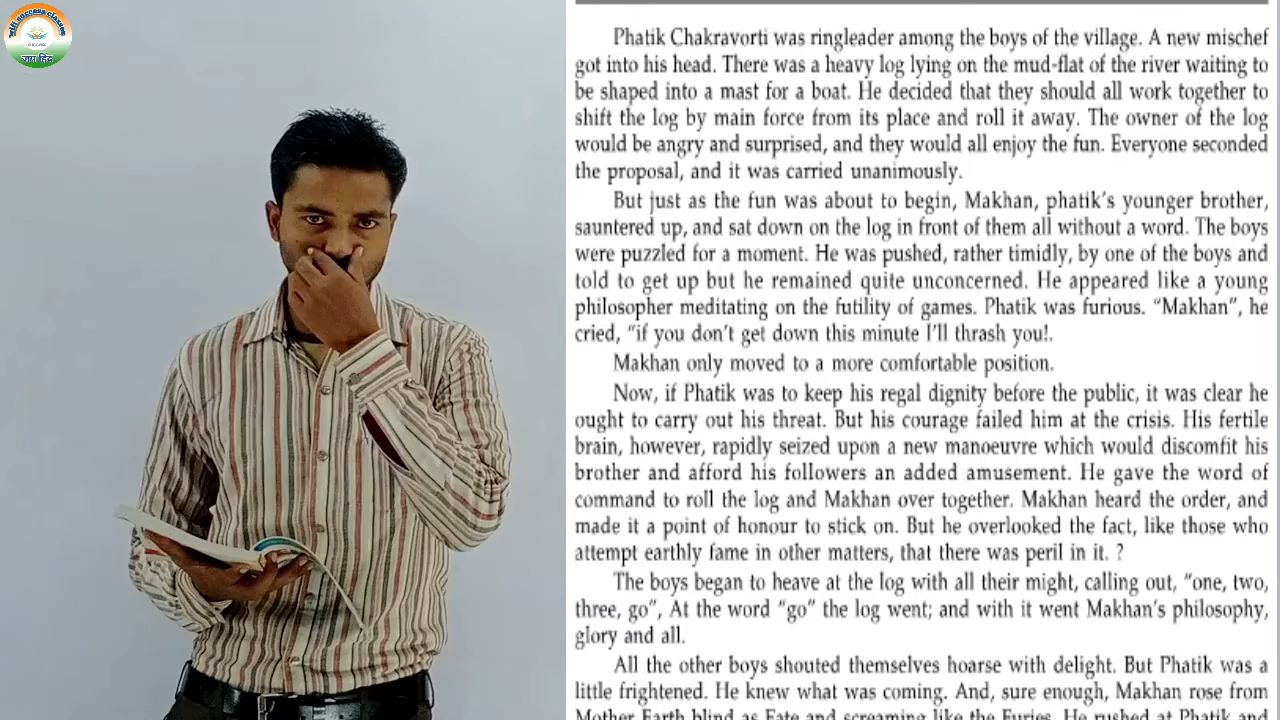 success
जय हिंद
Phatik Chakravorti was ringleader among the boys of the village. A new mischef
got into his head. There was a heavy log lying on the mud-flat of the river waiting to
be shaped into a mast for a boat. He decided that they should all work together to
shift the log by main force from its place and roll it away. The owner of the log
would be angry and surprised, and they would all enjoy the fun. Everyone seconded
the proposal, and it was carried unanimously.
But just as the fun was about to begin, Makhan, phatik's younger brother,
sauntered up, and sat down on the log in front of them all without a word. The boys
were puzzled for a moment. He was pushed, rather timidly, by one of the boys and
told to get up but he remained quite unconcerned. He appeared like a young
philosopher meditating on the futility of games. Phatik was furious. “Makhan”, he
cried, “if you don't get down this minute I'll thrash you!.
Makhan only moved to a more comfortable position.
Now, if Phatik was to keep his regal dignity before the public, it was clear he
ought to carry out his threat. But his courage failed him at the crisis. His fertile
brain, however, rapidly seized upon a new manoeuvre which would discomfit his
brother and afford his followers an added amusement. He gave the word of
command to roll the log and Makhan over together. Makhan heard the order, and
made it a point of honour to stick on. But he overlooked the fact, like those who
attempt earthly fame in other matters, that there was peril in it. ?
The boys began to heave at the log with all their might, calling out, “one, two,
three, go”, At the word “go” the log went; and with it went Makhan's philosophy,
glory and all.
All the other boys shouted themselves hoarse with delight. But Phatik was a
little frightened. He knew what was coming. And, sure enough, Makhan rose from
Mother Earth blind as Fate and screaming like the Furies. He rushed at Phatik and